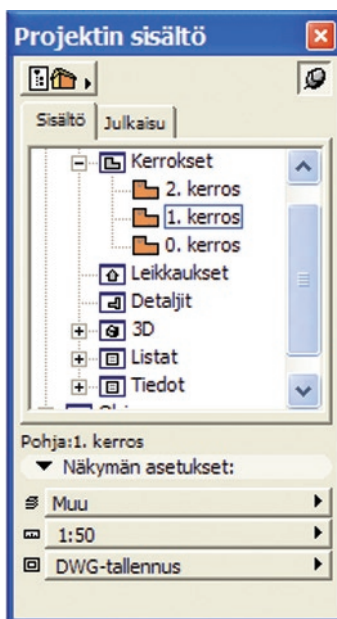 Projektin sisältö
Sisältö Julkaisu
Kerrokset
2. kerros
1. kerros
0. kerros
Leikkaukset
Detaljit
3D
Listat
Tiedot
Pohja:1. kerros
Näkymän asetukset:
Muu
1:50
DWG-tallennus